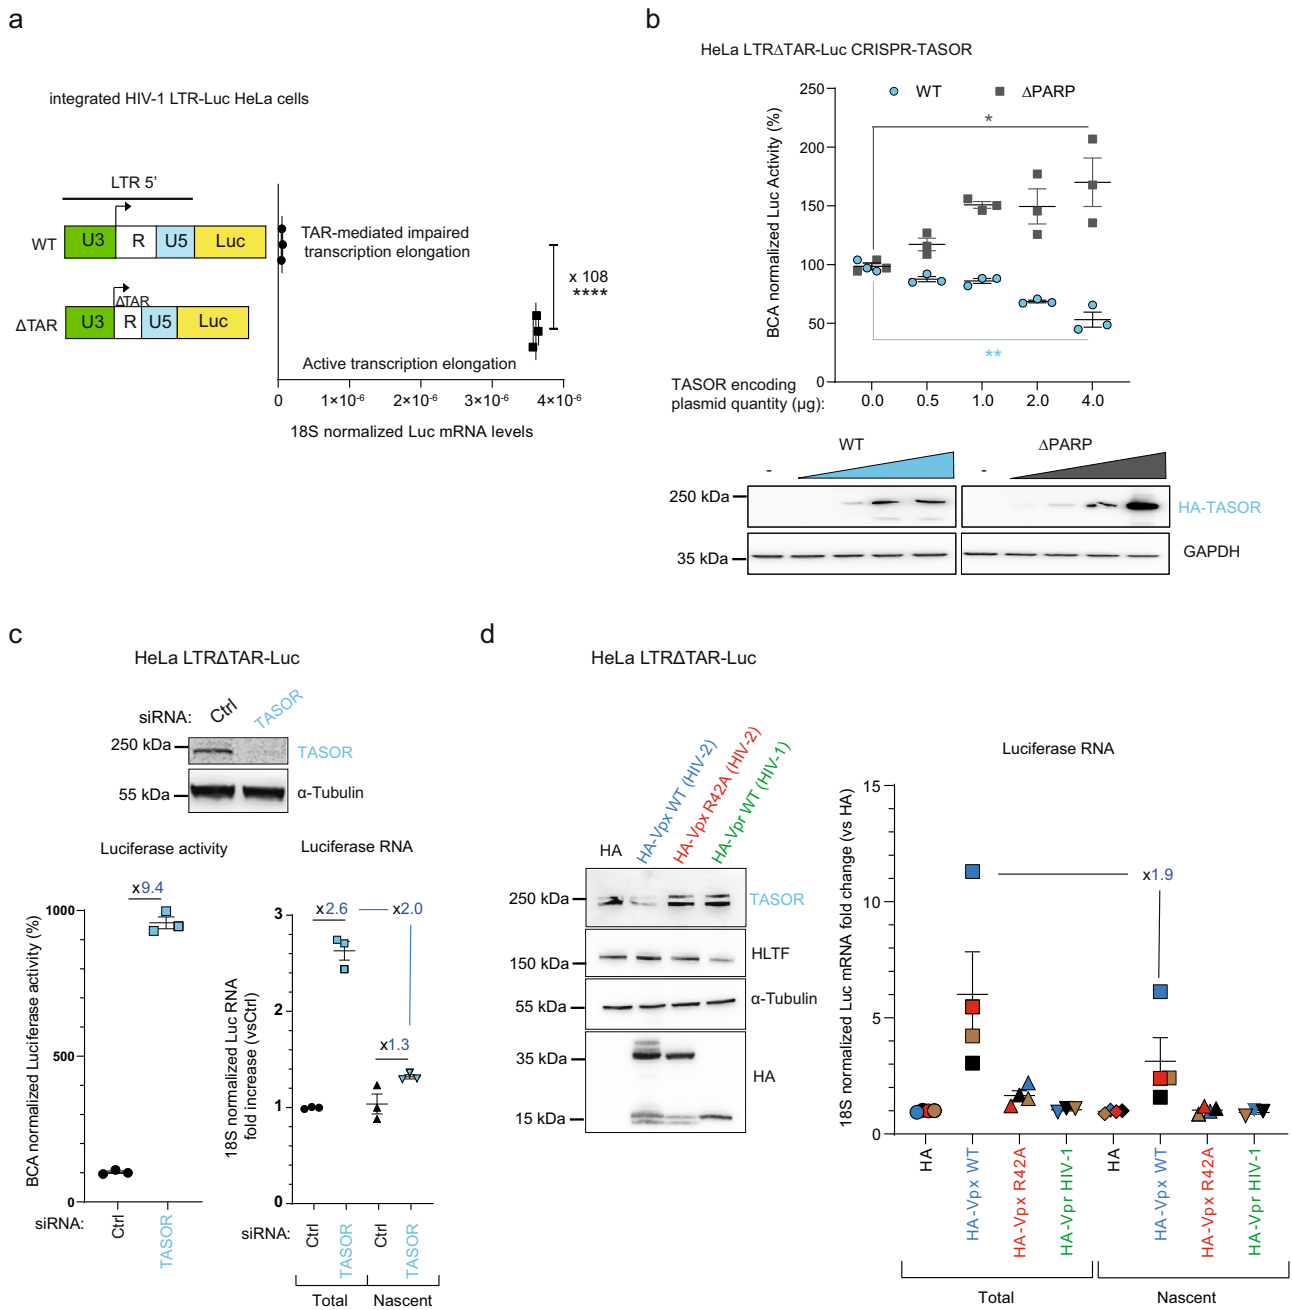 a
integrated HIV-1 LTR-Luc HeLa cells
LTR 5'
WT U3 R U5 Luc
ΔTAR
ΔTAR U3 R U5 Luc
TAR-mediated impaired
transcription elongation
x 108
****
Active transcription elongation
0 1×10-6 2×10-6 3×10-6 4×10-6
18S normalized Luc mRNA levels
b
HeLa LTRΔTAR-Luc CRISPR-TASOR
BCA normalized Luc Activity (%)
250
200
150
100
50
0
WT ΔPARP
*
**
TASOR encoding
plasmid quantity (µg):
0.0 0.5 1.0 2.0 4.0
WT ΔPARP
- -
250 kDa
HA-TASOR
35 kDa
GAPDH
c
HeLa LTRΔTAR-Luc
siRNA: Ctrl TASOR
250 kDa
TASOR
55 kDa
α-Tubulin
Luciferase activity
BCA normalized Luciferase activity (%)
1000
500
0
x9.4
siRNA: Ctrl TASOR
Luciferase RNA
18S normalized Luc RNA
fold increase (vsCtrl)
3
2
1
0
x2.6 x2.0
x1.3
siRNA: Ctrl TASOR Ctrl TASOR
Total Nascent
d
HeLa LTRΔTAR-Luc
HA HA-Vpx WT (HIV-2) HA-Vpx R42A (HIV-2) HA-Vpr WT (HIV-1)
250 kDa
TASOR
150 kDa
HLTF
55 kDa
α-Tubulin
35 kDa
HA
15 kDa
Luciferase RNA
18S normalized Luc mRNA fold change (vs HA)
15
10
5
0
x1.9
HA HA-Vpx WT HA-Vpx R42A HA-Vpr HIV-1 HA HA-Vpx WT HA-Vpx R42A HA-Vpr HIV-1
Total Nascent